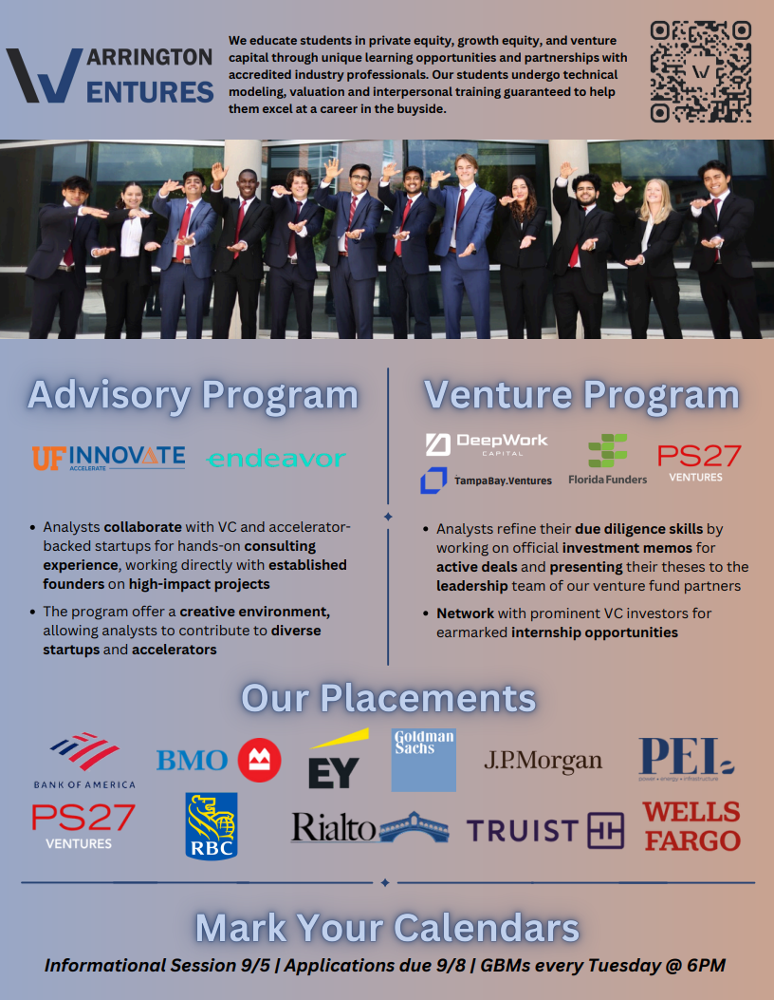 WARRINGTON
VENTURES
We educate students in private equity, growth equity, and venture
capital through unique learning opportunities and partnerships with
accredited industry professionals. Our students undergo technical
modeling, valuation and interpersonal training guaranteed to help
them excel at a career in the buyside.
Advisory Program
UF INNOVATE
ACCELERATE
endeavor
Analysts collaborate with VC and accelerator-
backed startups for hands-on consulting
experience, working directly with established
founders on high-impact projects
The program offer a creative environment,
allowing analysts to contribute to diverse
startups and accelerators
Venture Program
DeepWork
CAPITAL
TampaBay.Ventures
Florida Funders
PS27
VENTURES
Analysts refine their due diligence skills by
working on official investment memos for
active deals and presenting their theses to the
leadership team of our venture fund partners
Network with prominent VC investors for
earmarked internship opportunities
Our Placements
BANK OF AMERICA
BMO
EY
Goldman
Sachs
J.P.Morgan
PEI
power • energy • infrastructure
PS27
VENTURES
RBC
Rialto
TRUIST
WELLS
FARGO
Mark Your Calendars
Informational Session 9/5 | Applications due 9/8 | GBMs every Tuesday @ 6PM